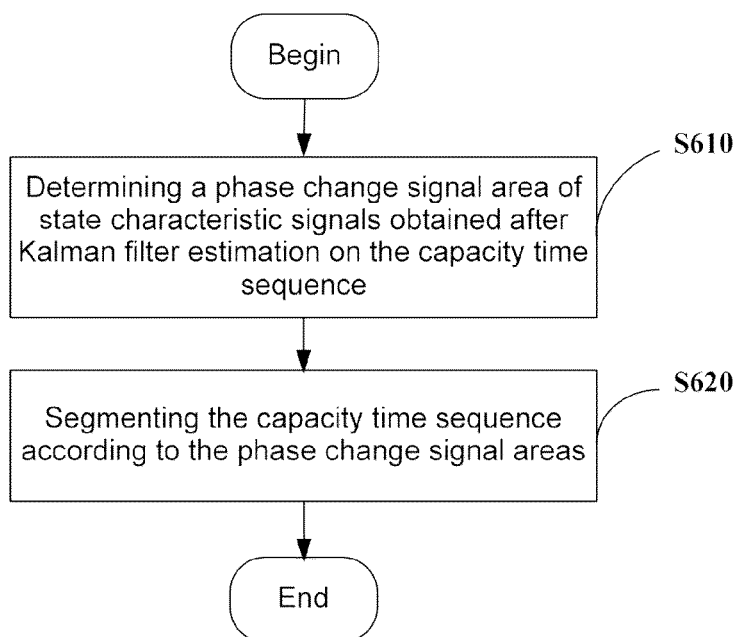 Begin
S610
Determining a phase change signal area of
state characteristic signals obtained after
Kalman filter estimation on the capacity time
sequence
S620
Segmenting the capacity time sequence
according to the phase change signal areas
End